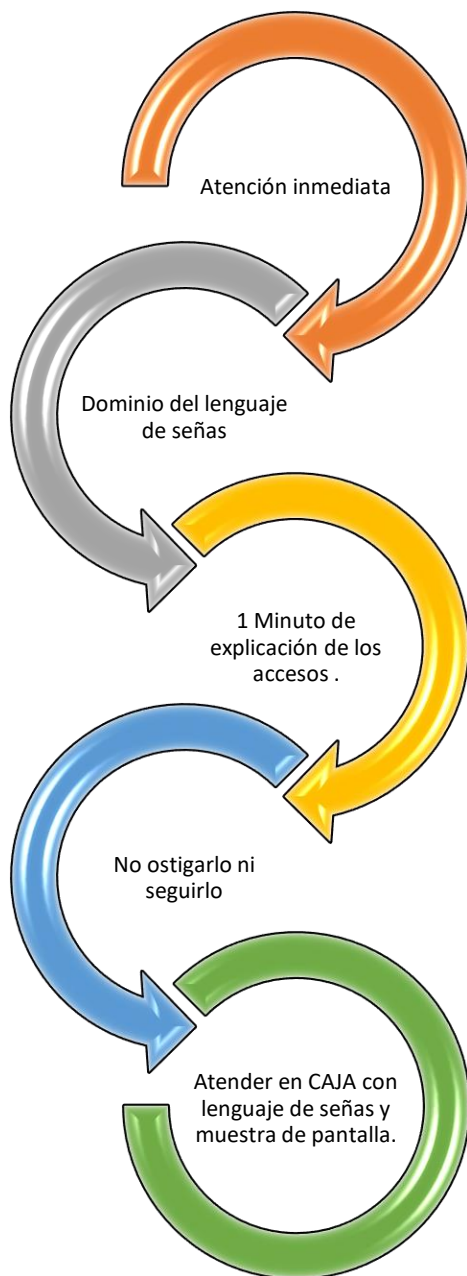 Atención inmediata
Dominio del lenguaje
de señas
1 Minuto de
explicación de los
accesos .
No ostigarlo ni
seguirlo
Atender en CAJA con
lenguaje de señas y
muestra de pantalla.